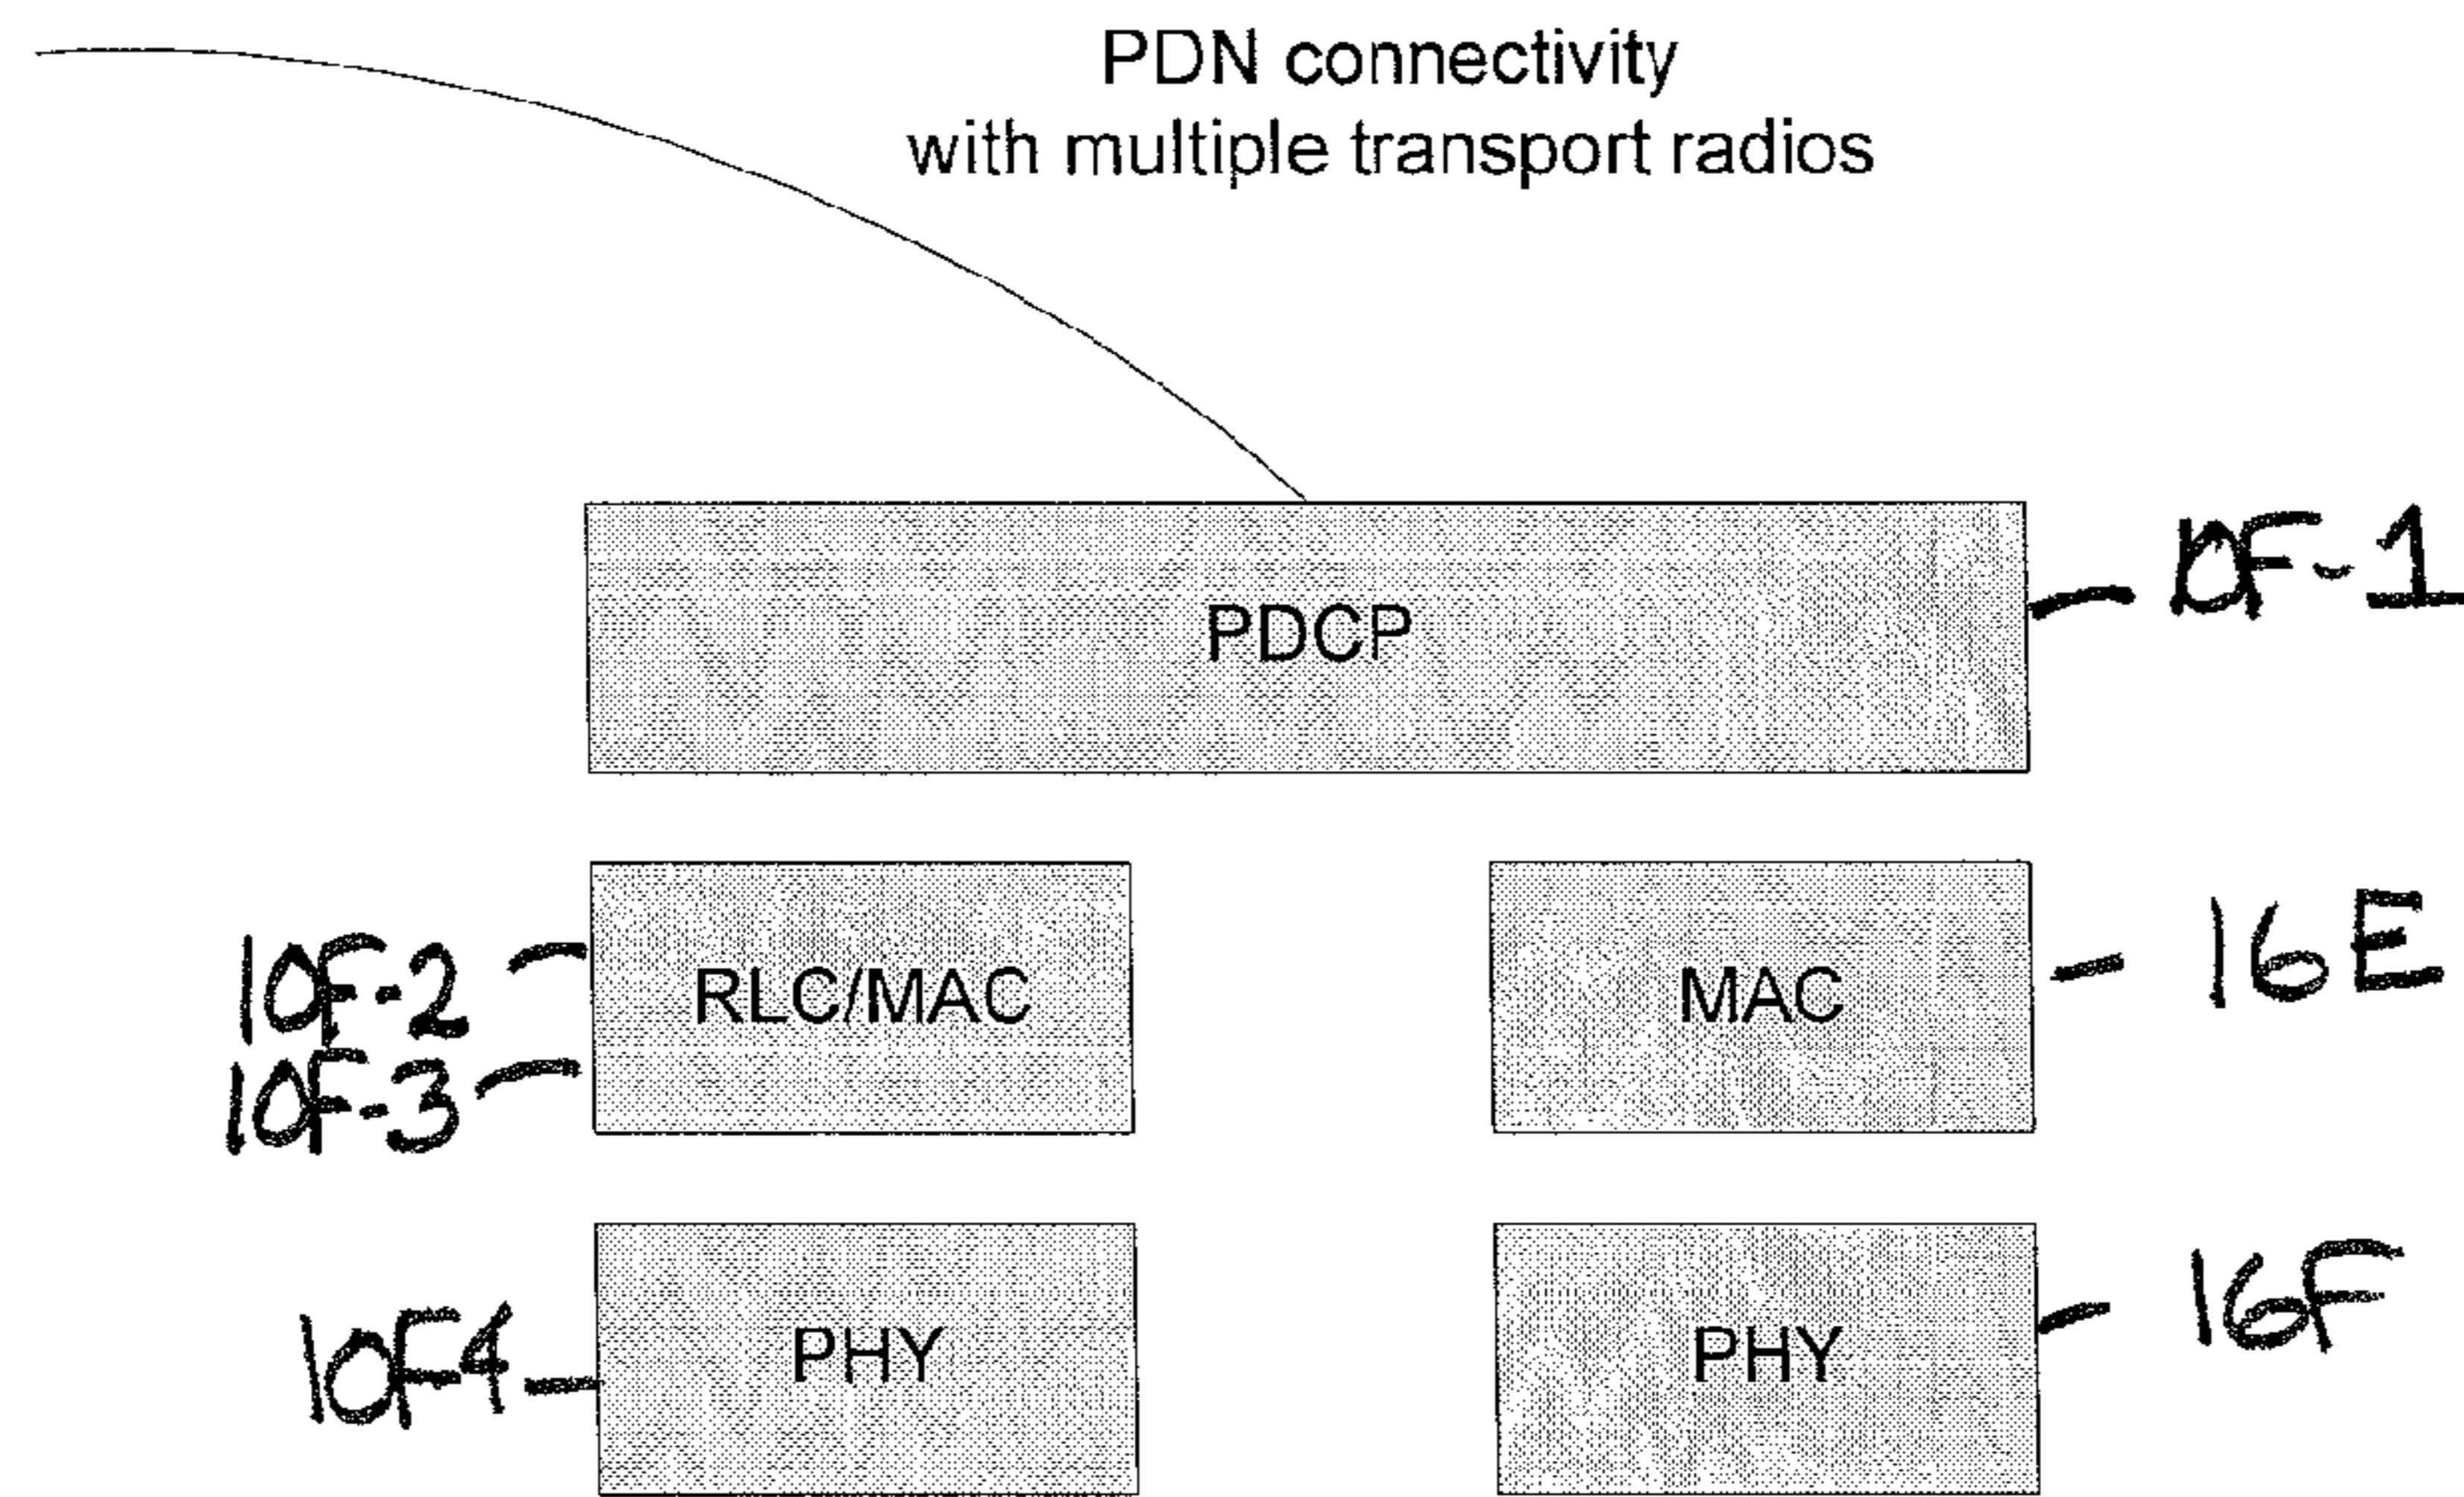 PDN connectivity
with multiple transport radios
PDCP
10F-1
10F-2
10F-3
RLC/MAC
MAC
16E
10F4
PHY
PHY
16F